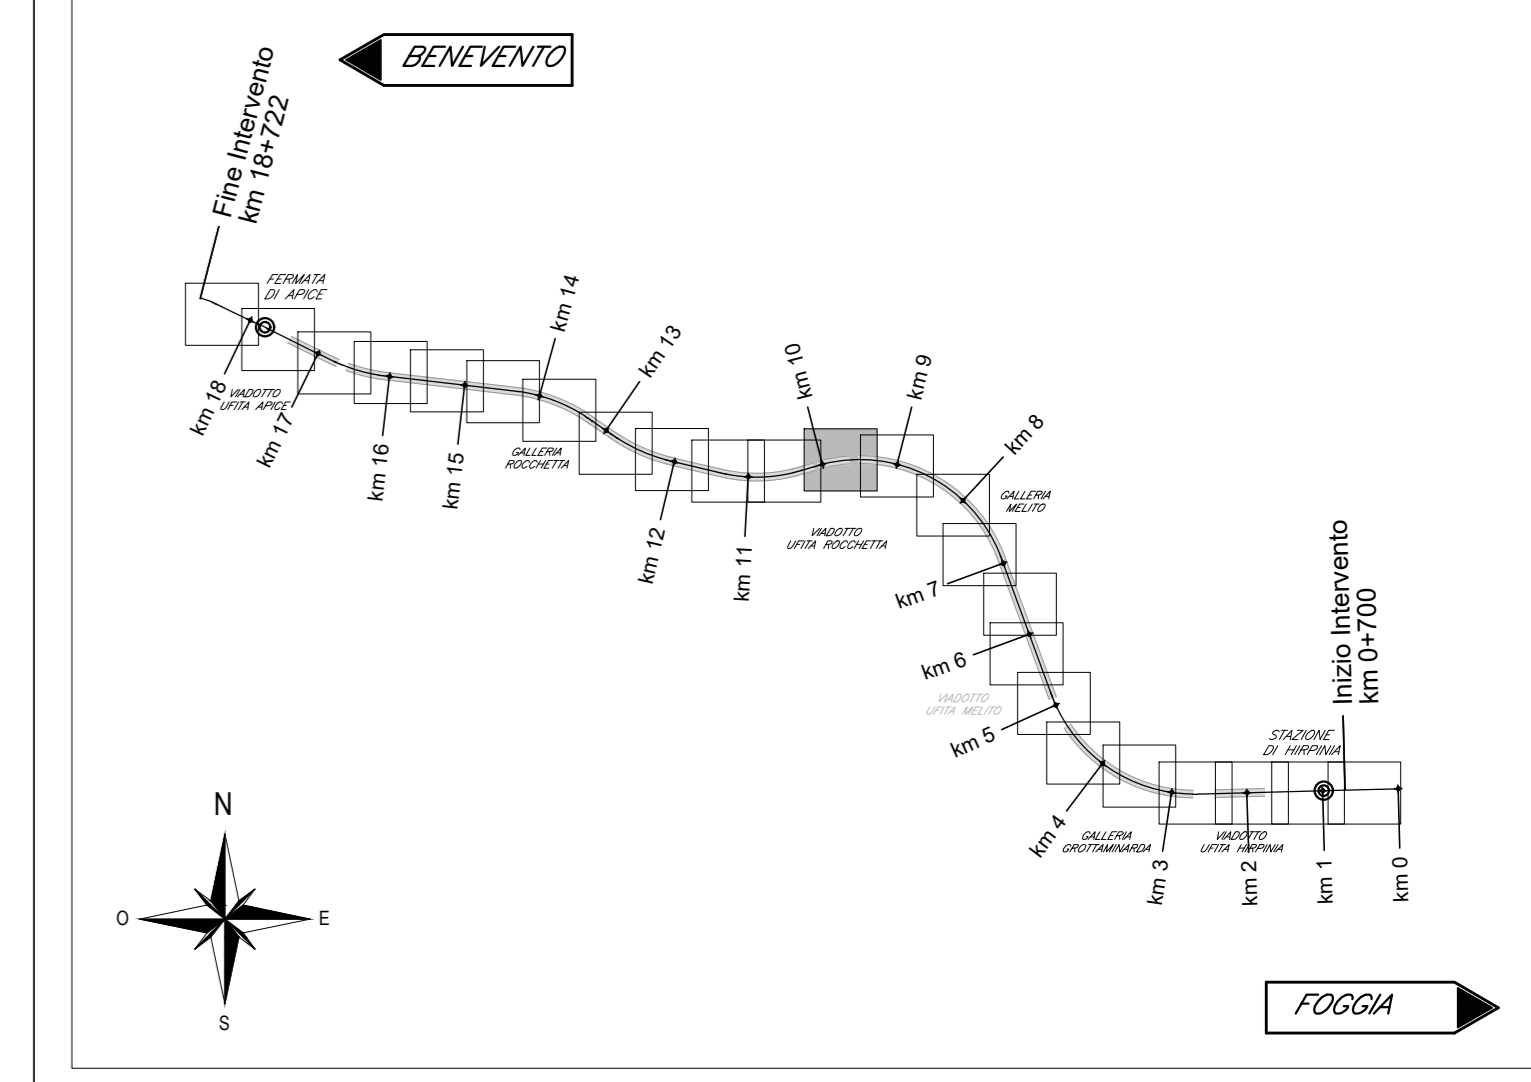 BENEVENTO
Fine Intervento
km 18+722
FERMATA
DI APICE
km 18
VIADOTTO
UFITA APICE
km 17
km 16
km 15
km 14
GALLERIA
ROCCHETTA
km 13
km 12
km 11
km 10
VIADOTTO
UFITA ROCCHETTA
km 9
km 8
GALLERIA
MELITO
km 7
km 6
VIADOTTO
UFITA MELITO
km 5
km 4
GALLERIA
GROTTAMINARDA
km 3
VIADOTTO
UFITA HIRPINIA
km 2
STAZIONE
DI HIRPINIA
Inizio Intervento
km 0+700
km 1
km 0
N
O
E
S
FOGGIA